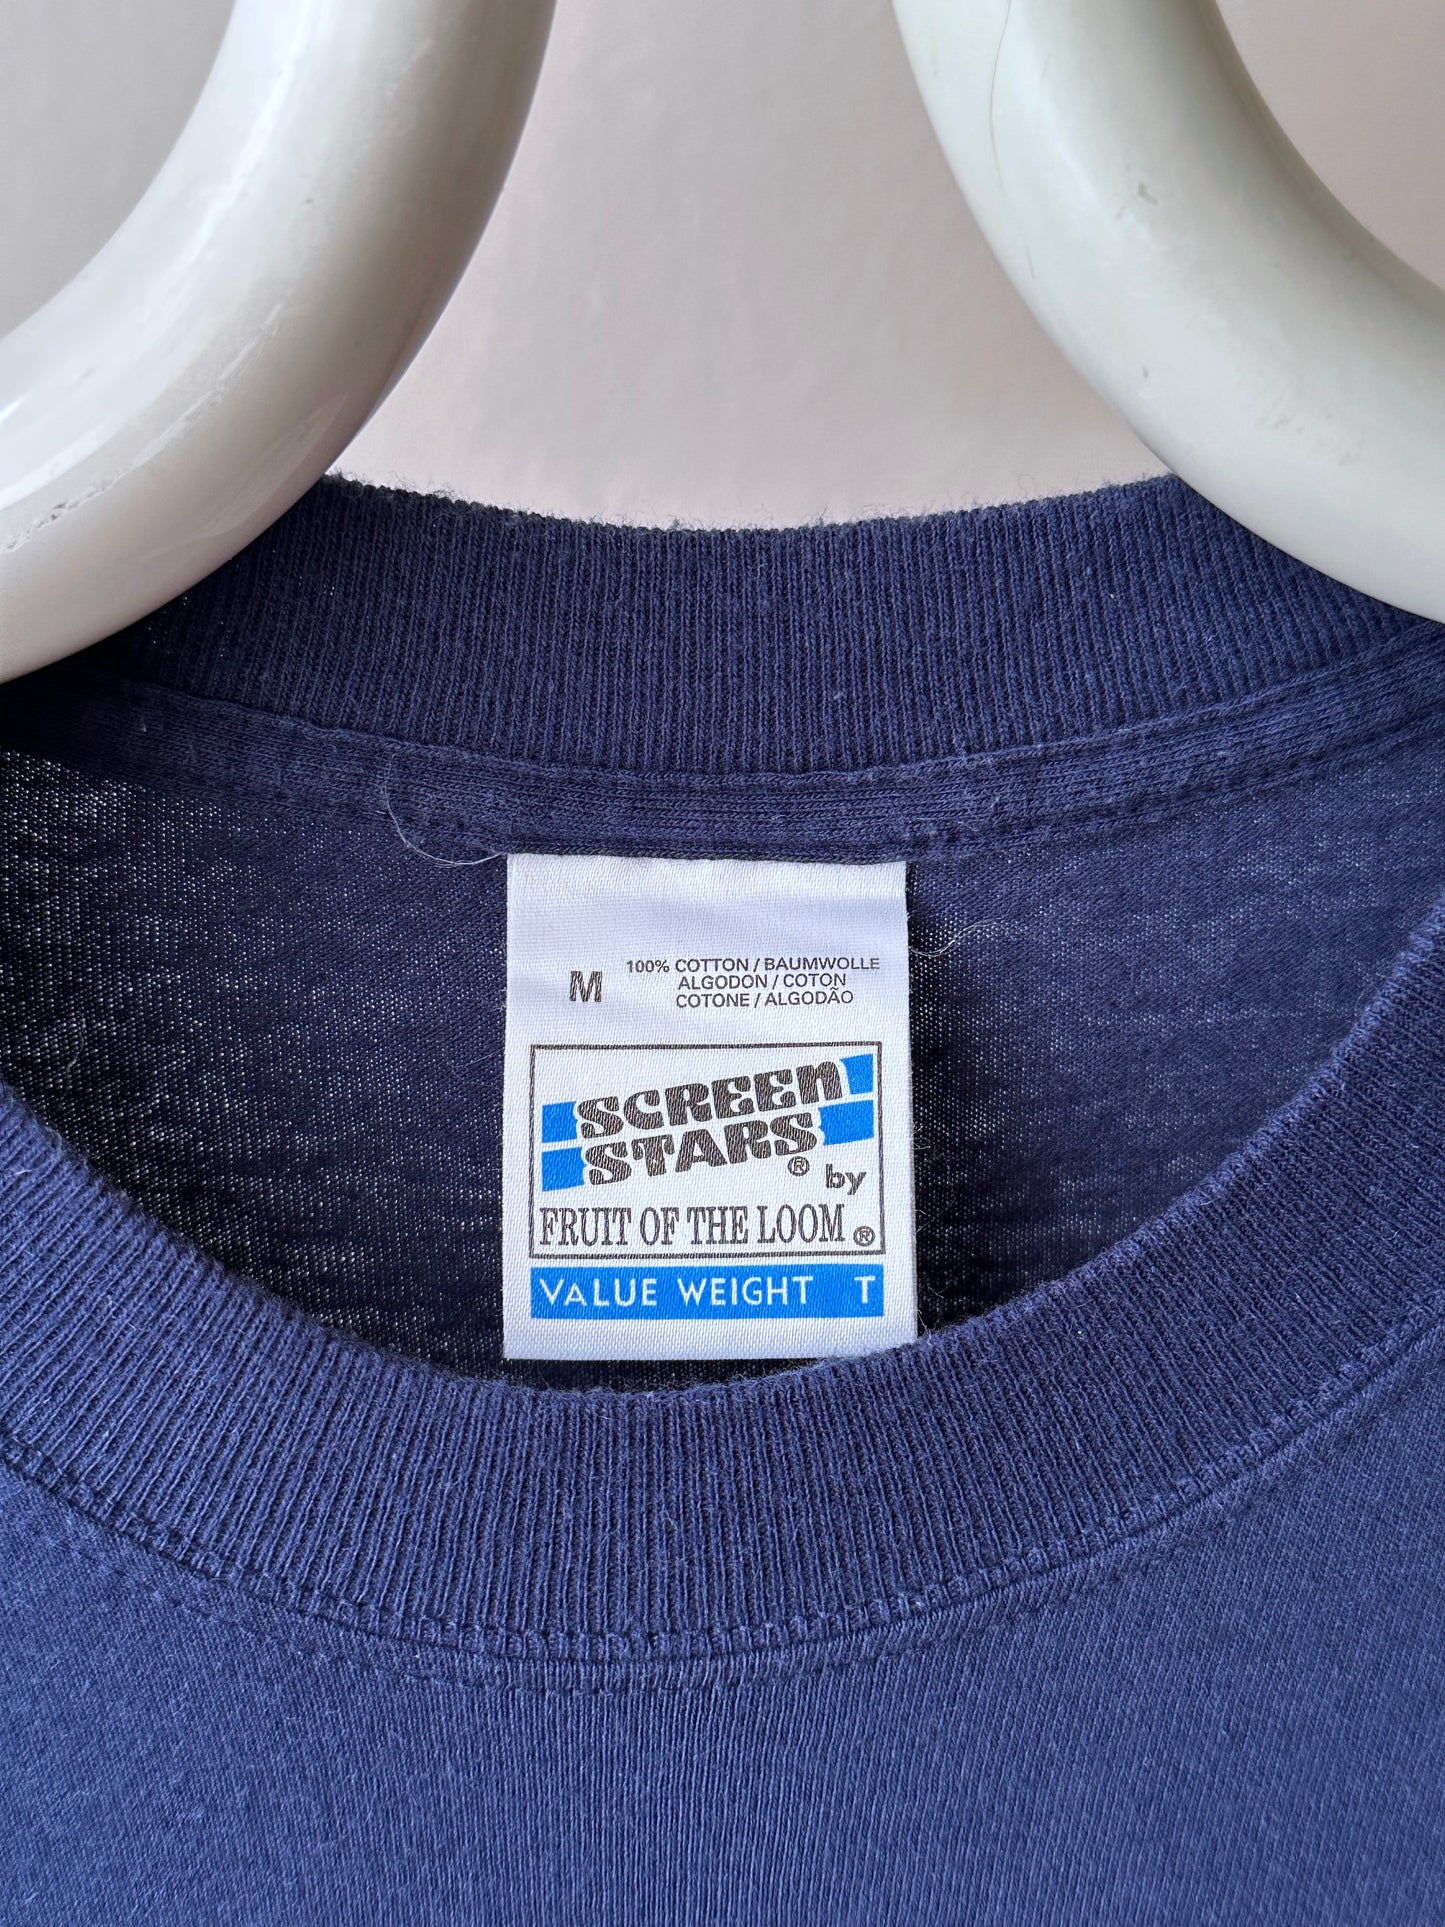 M
100% COTTON / BAUMWOLLE
ALGODON / COTON
COTONE / ALGODÃO
SCREEN
STARS® by
FRUIT OF THE LOOM®
VALUE WEIGHT T